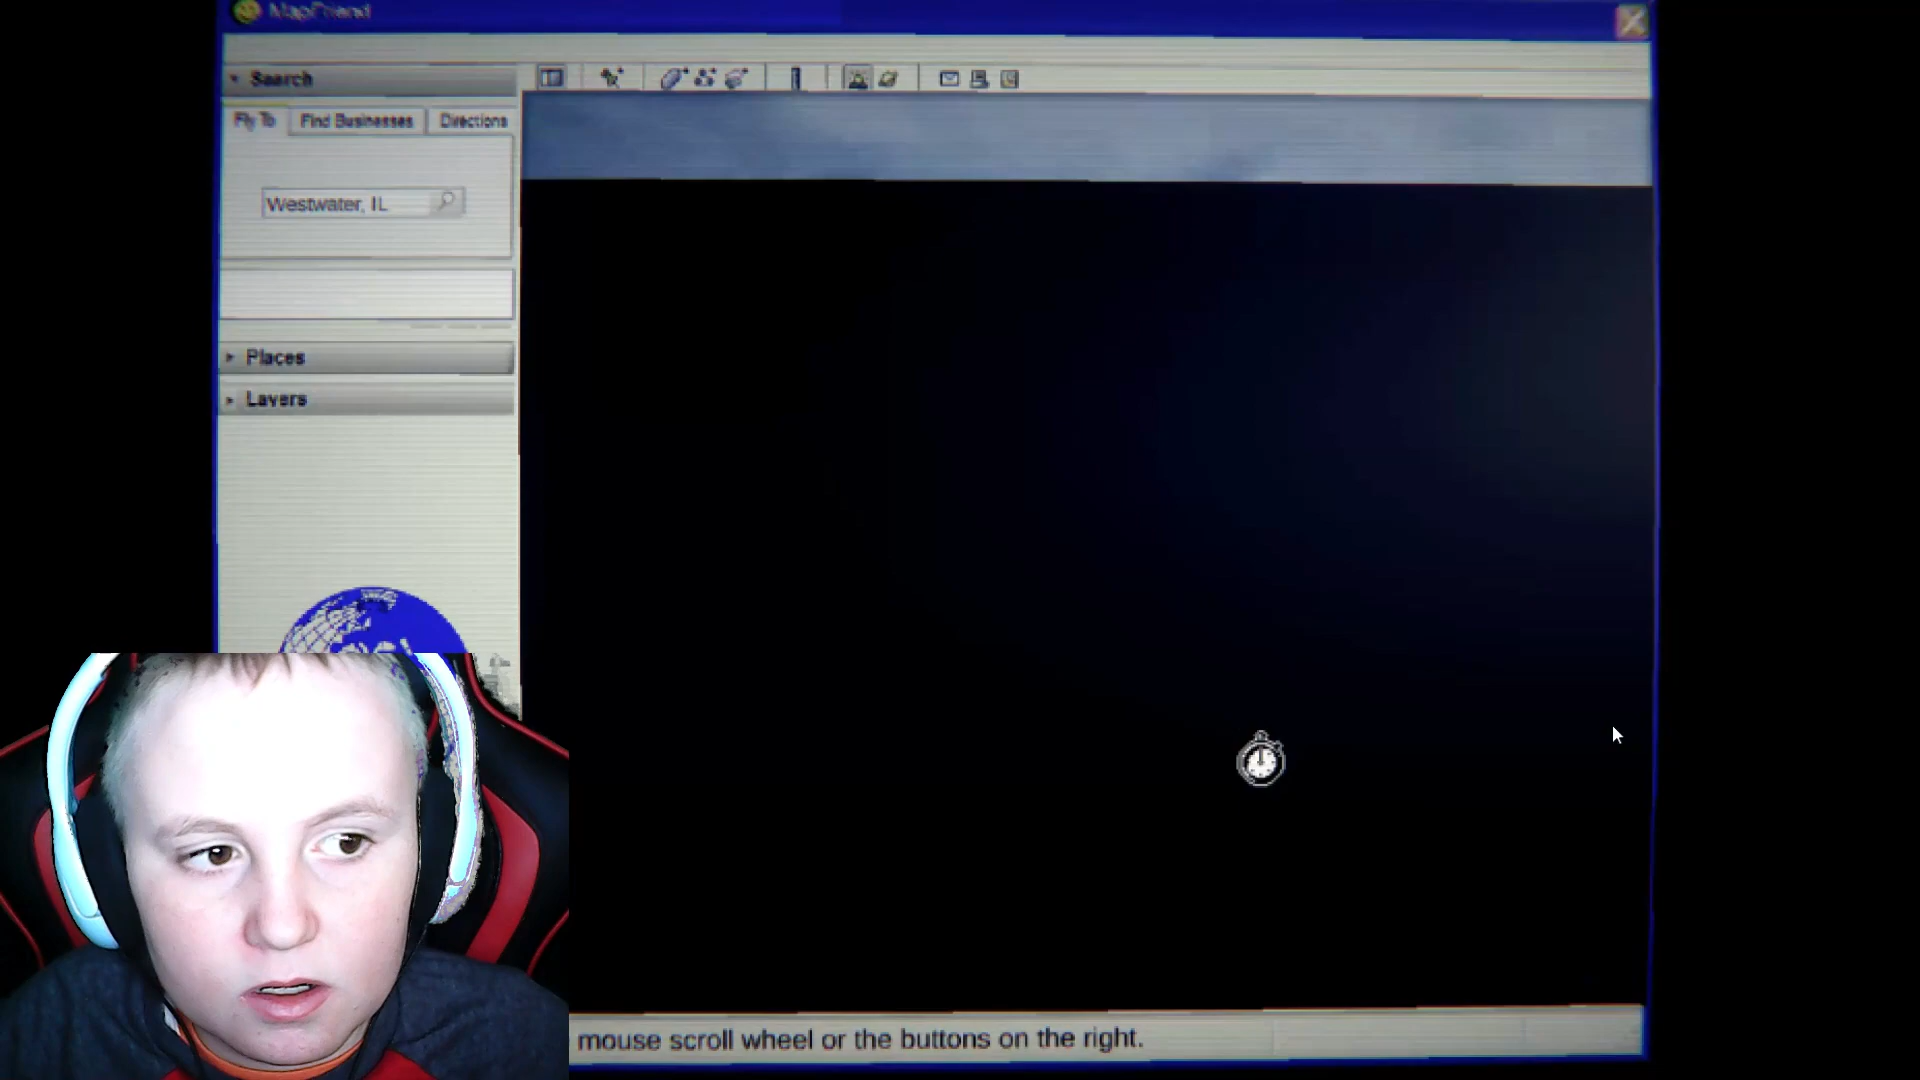 MapFriend
Search
Fly To
Find Businesses
Directions
Westwater, IL
Places
Layers
mouse scroll wheel or the buttons on the right.